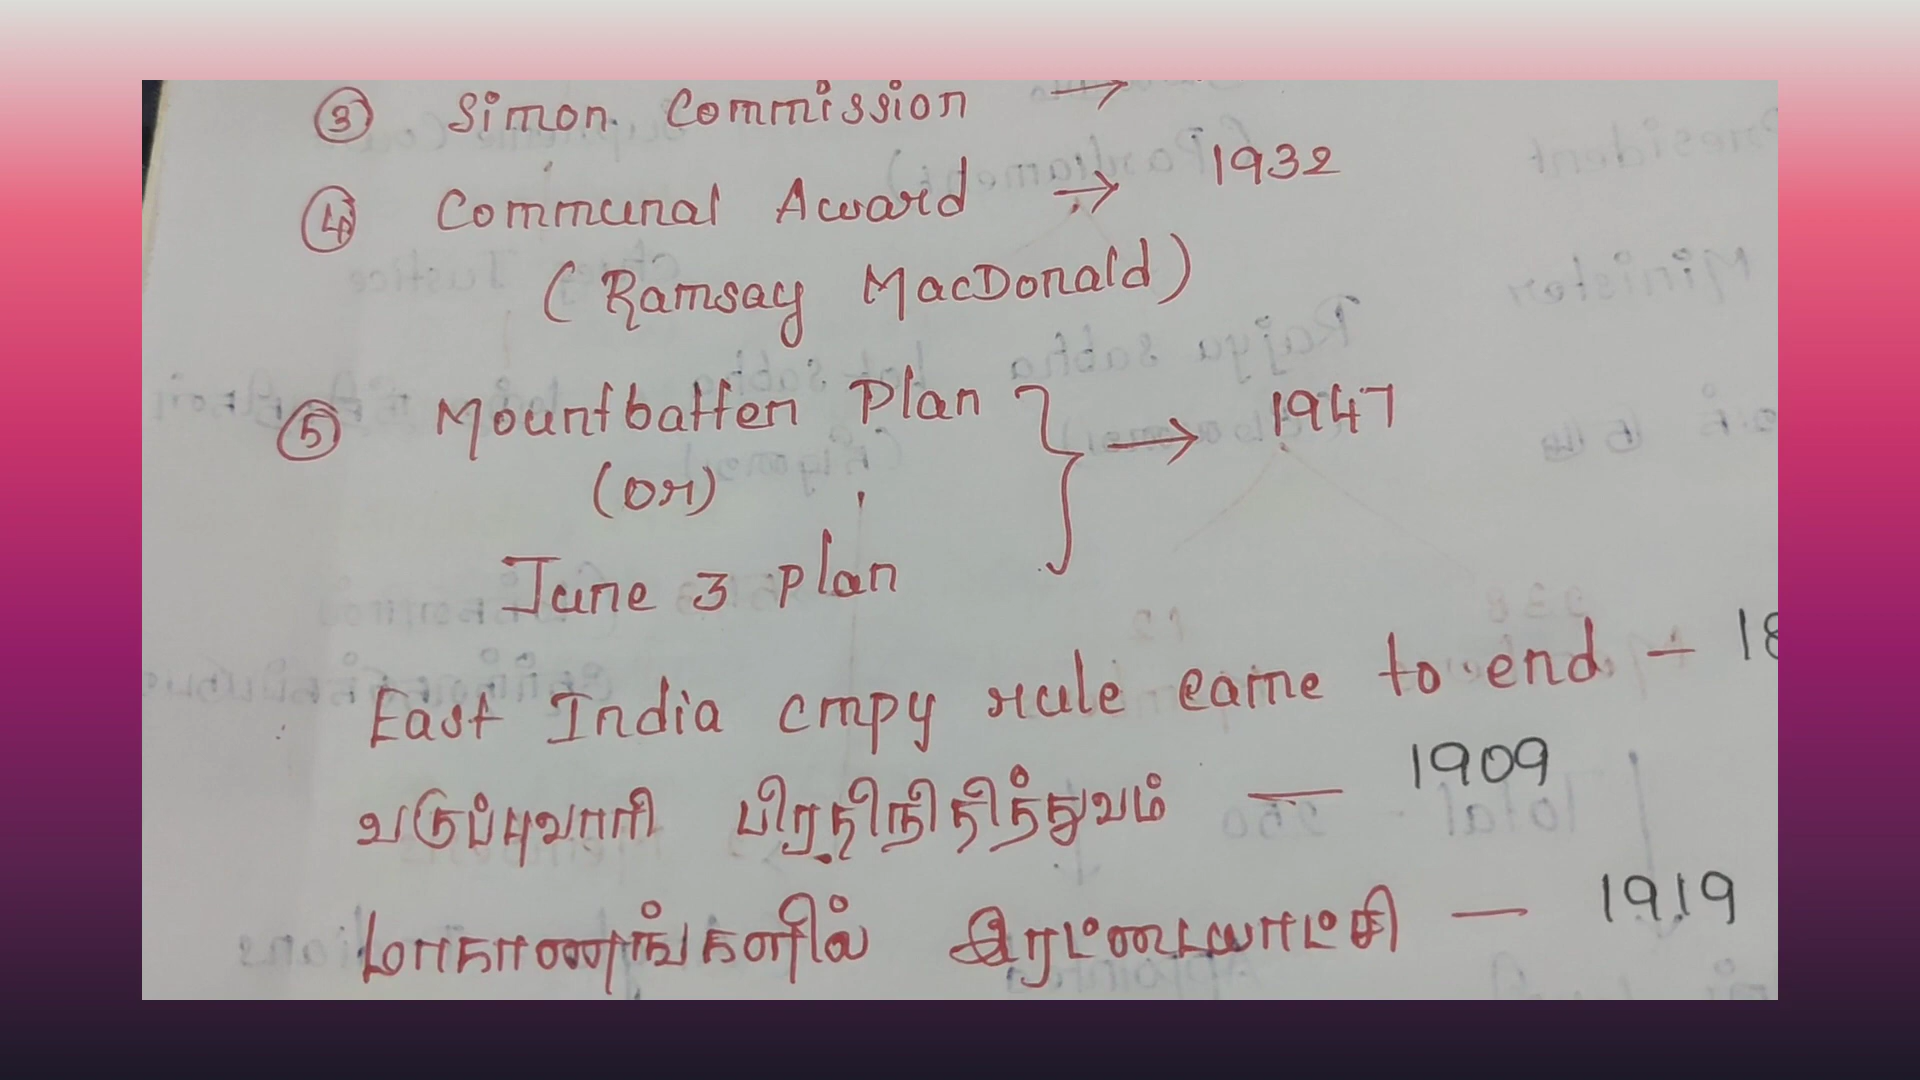 ③ Simon Commission →
④ Communal Award → 1932
(Ramsay MacDonald)
⑤ Mountbatten Plan } → 1947
(or)
June 3 plan
East India cmpy rule came to end - 18
வகுப்புவாரி பிரதிநிதித்துவம் — 1909
மாகாணங்களில் இரட்டையாட்சி — 1919